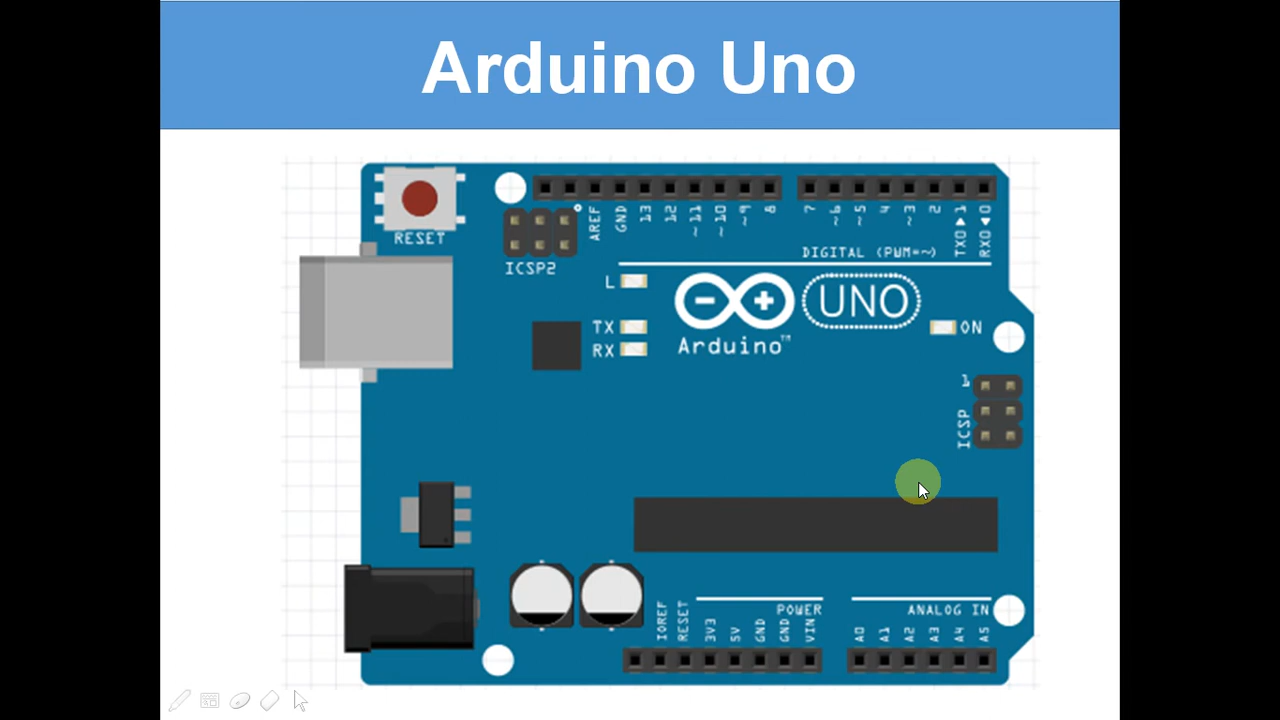 Arduino Uno
RESET
ICSP2
AREF GND 13 12 ~11 ~10 ~9 8 7 ~6 ~5 4 ~3 2 TX0▶1 RX0◀0
DIGITAL (PWM=~)
L
TX
RX
UNO
Arduino™
ON
1
ICSP
POWER
ANALOG IN
IOREF RESET 3V3 5V GND GND VIN A0 A1 A2 A3 A4 A5